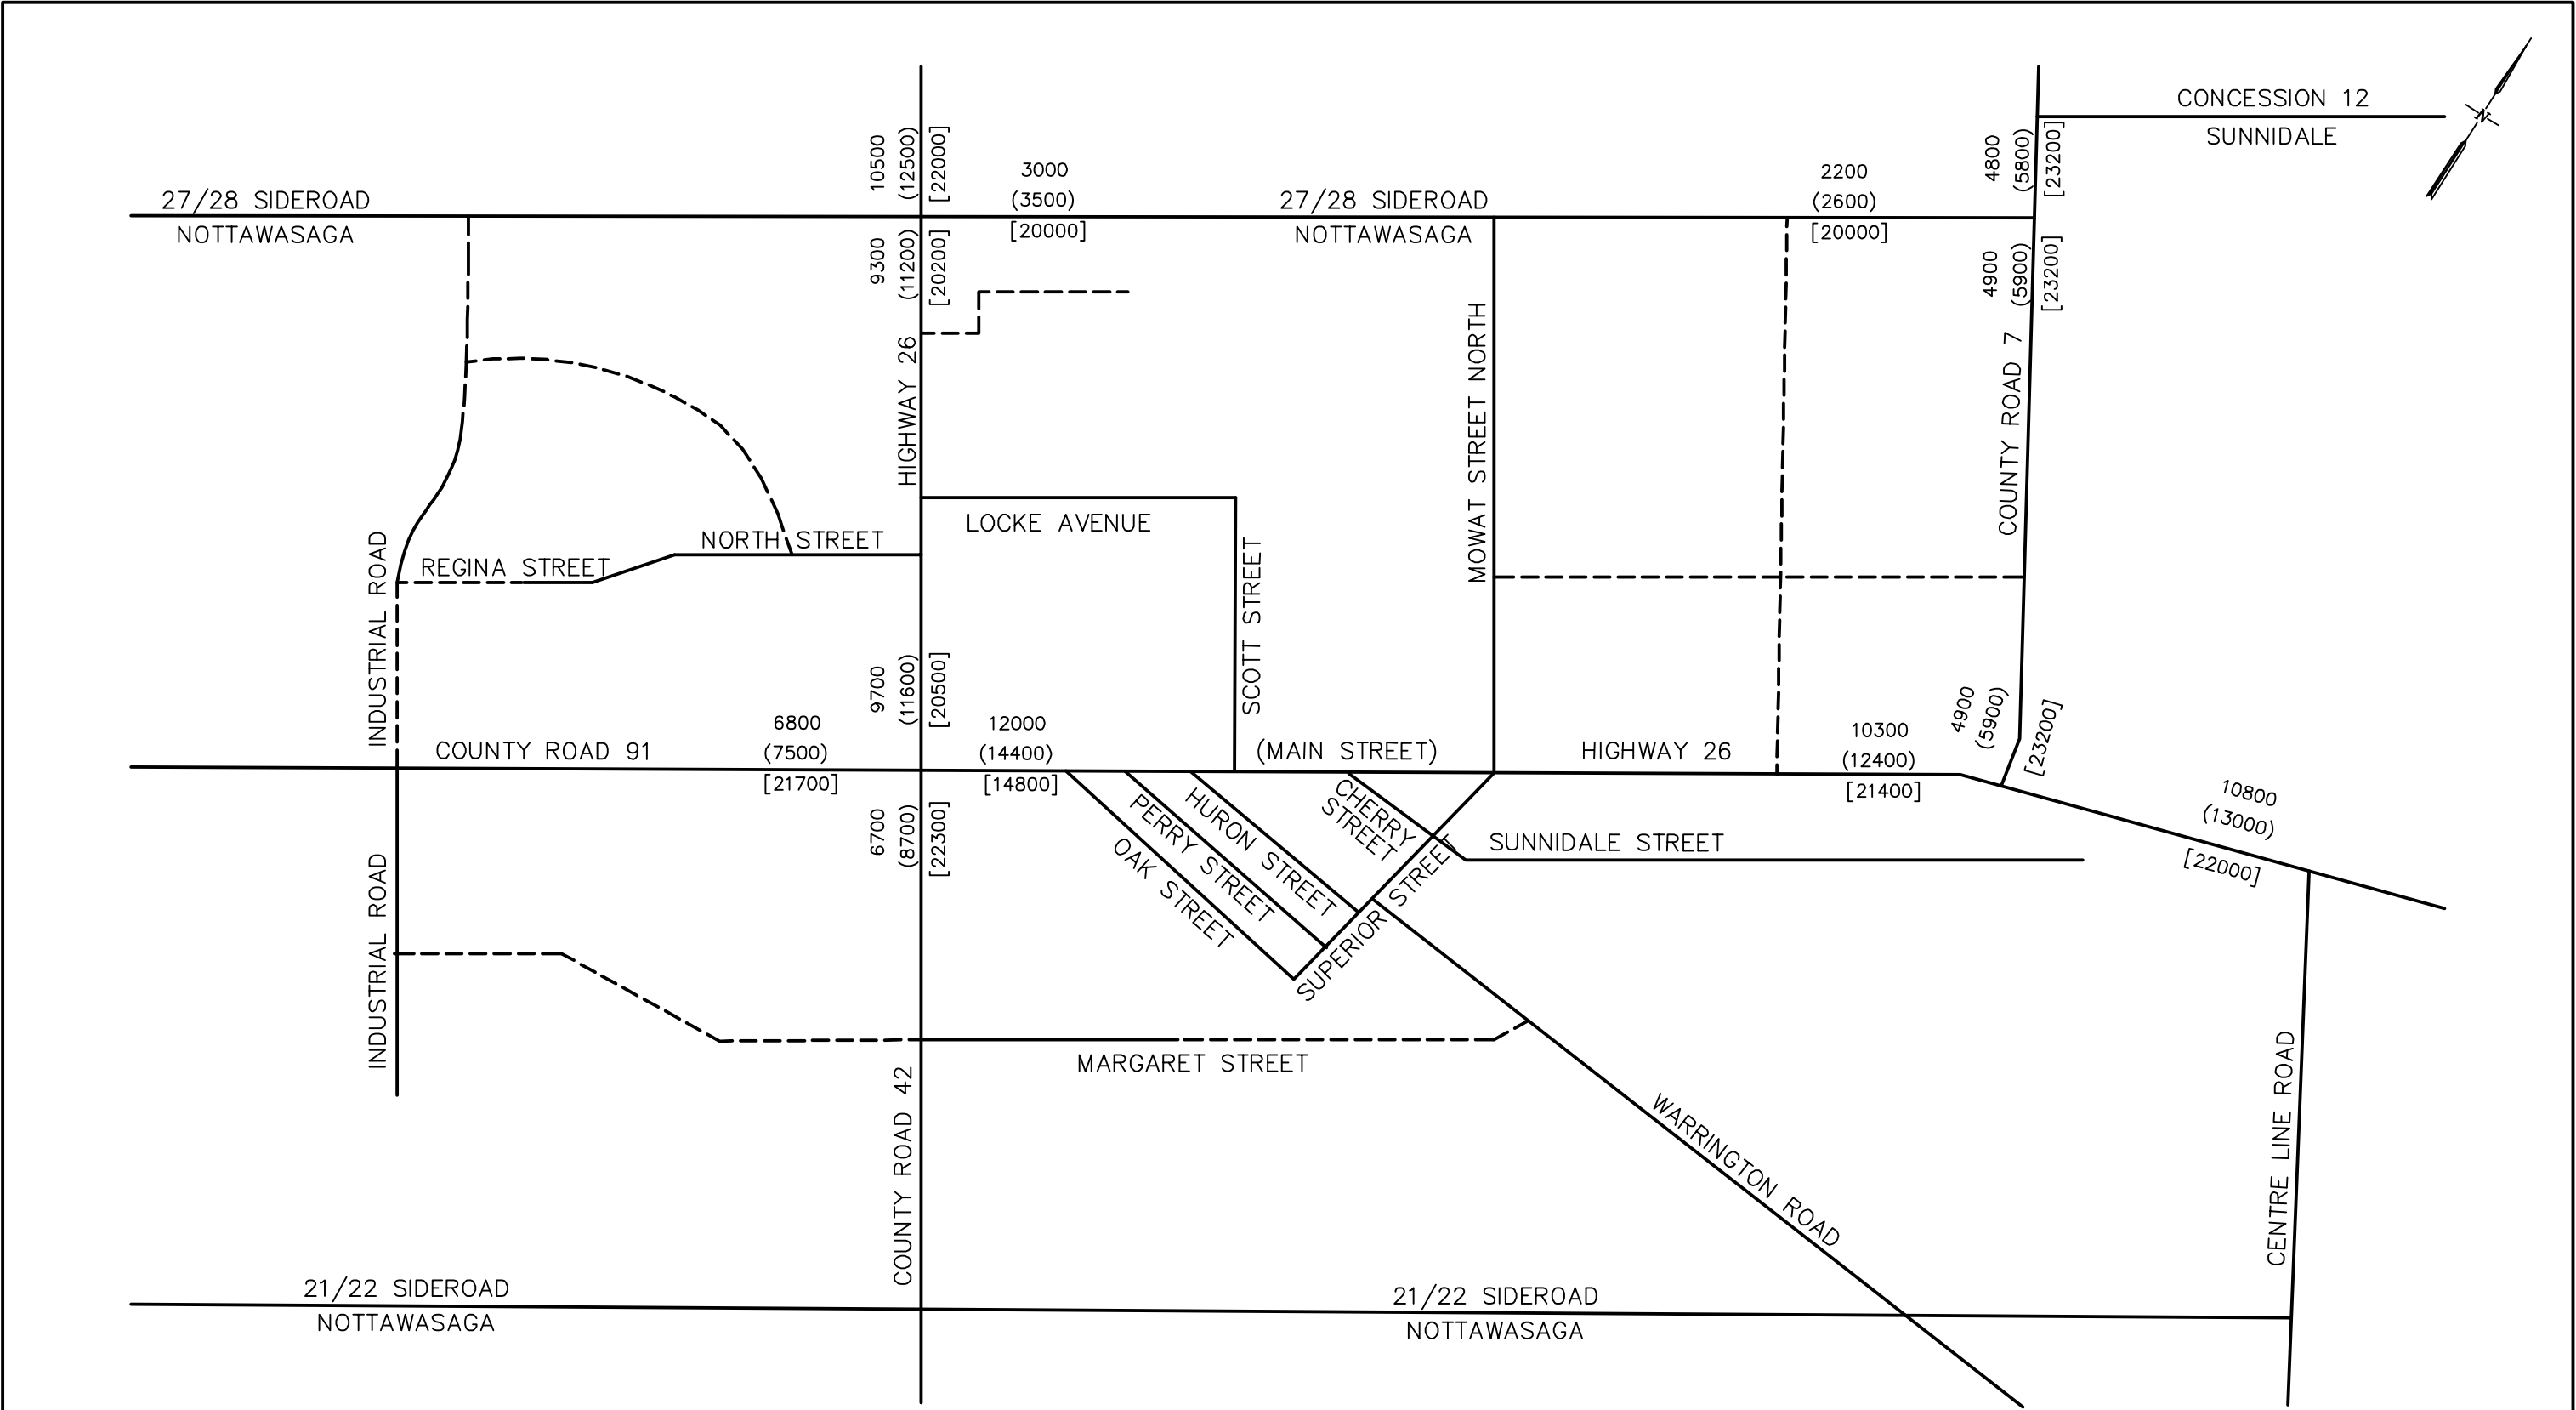 CONCESSION 12
SUNNIDALE
N
10500
(12500)
[22000]
3000
(3500)
[20000]
2200
(2600)
[20000]
4800
(5800)
[23200]
27/28 SIDEROAD
NOTTAWASAGA
27/28 SIDEROAD
NOTTAWASAGA
9300
(11200)
[20200]
4900
(5900)
[23200]
HIGHWAY 26
MOWAT STREET NORTH
COUNTY ROAD 7
LOCKE AVENUE
NORTH STREET
REGINA STREET
INDUSTRIAL ROAD
SCOTT STREET
9700
(11600)
[20500]
6800
(7500)
[21700]
12000
(14400)
[14800]
COUNTY ROAD 91
(MAIN STREET)
HIGHWAY 26
10300
(12400)
[21400]
4900
(5900)
[23200]
10800
(13000)
[22000]
6700
(8700)
[22300]
CHERRY
STREET
HURON STREET
PERRY STREET
OAK STREET
SUPERIOR STREET
SUNNIDALE STREET
INDUSTRIAL ROAD
MARGARET STREET
COUNTY ROAD 42
WARRINGTON ROAD
CENTRE LINE ROAD
21/22 SIDEROAD
NOTTAWASAGA
21/22 SIDEROAD
NOTTAWASAGA